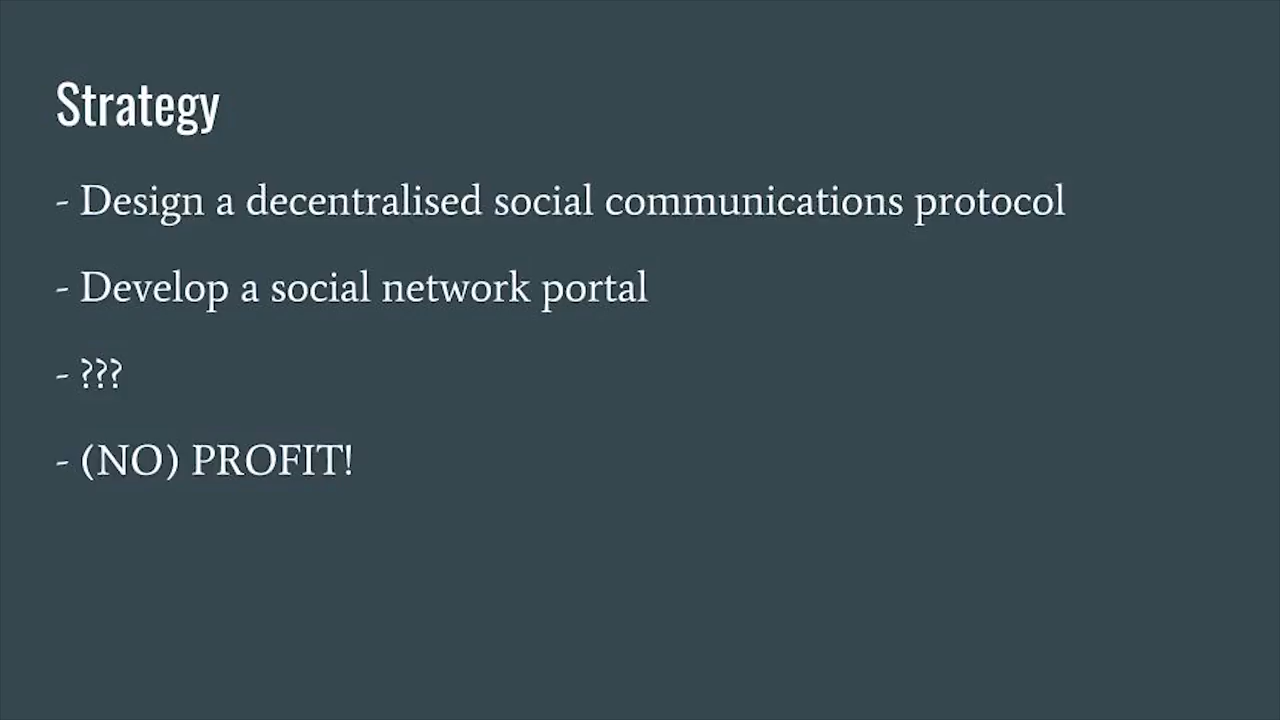 Strategy
- Design a decentralised social communications protocol
- Develop a social network portal
- ???
- (NO) PROFIT!